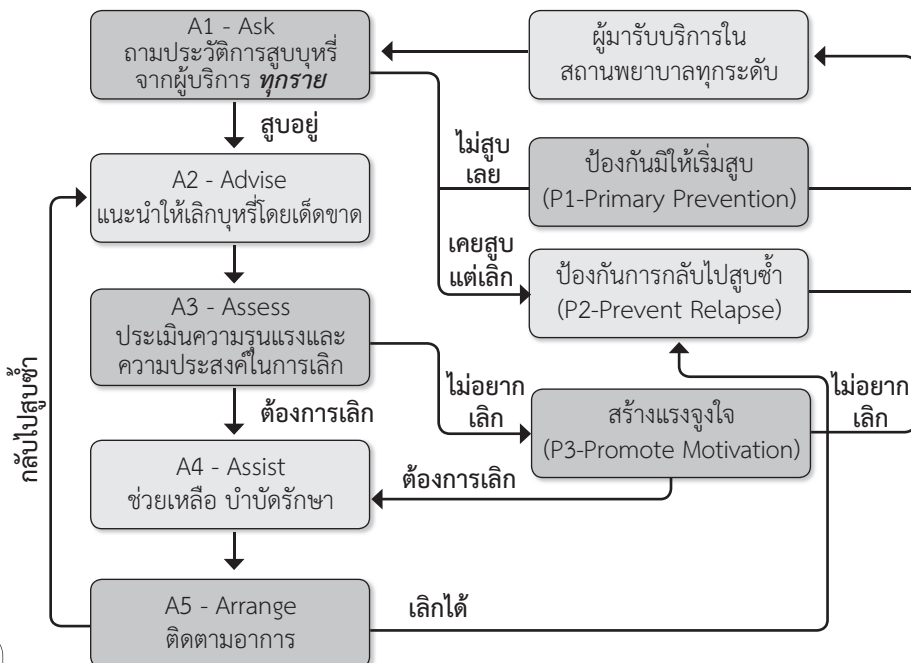 A1 - Ask
ถามประวัติการสูบบุหรี่
จากผู้บริการ ทุกราย
ผู้มารับบริการใน
สถานพยาบาลทุกระดับ
สูบอยู่
ไม่สูบ
เลย
ป้องกันมิให้เริ่มสูบ
(P1-Primary Prevention)
A2 - Advise
แนะนำให้เลิกบุหรี่โดยเด็ดขาด
เคยสูบ
แต่เลิก
ป้องกันการกลับไปสูบซ้ำ
(P2-Prevent Relapse)
A3 - Assess
ประเมินความรุนแรงและ
ความประสงค์ในการเลิก
ไม่อยาก
เลิก
สร้างแรงจูงใจ
(P3-Promote Motivation)
ไม่อยาก
เลิก
ต้องการเลิก
กลับไปสูบซ้ำ
A4 - Assist
ช่วยเหลือ บำบัดรักษา
ต้องการเลิก
A5 - Arrange
ติดตามอาการ
เลิกได้